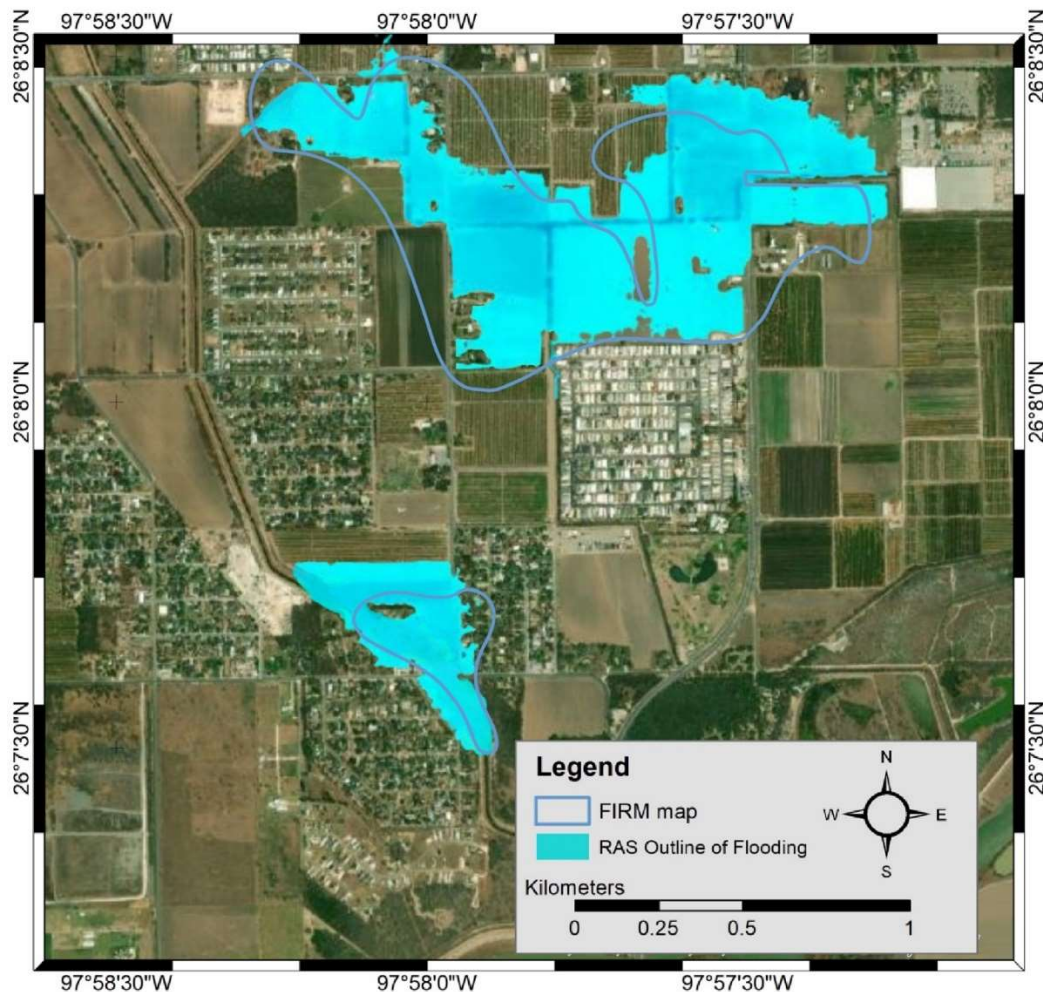 97°58'30"W 97°58'0"W 97°57'30"W
26°8'30"N 26°8'30"N
26°8'0"N 26°8'0"N
26°7'30"N 26°7'30"N
Legend
FIRM map
RAS Outline of Flooding
N
W E
S
Kilometers
0 0.25 0.5 1
97°58'30"W 97°58'0"W 97°57'30"W